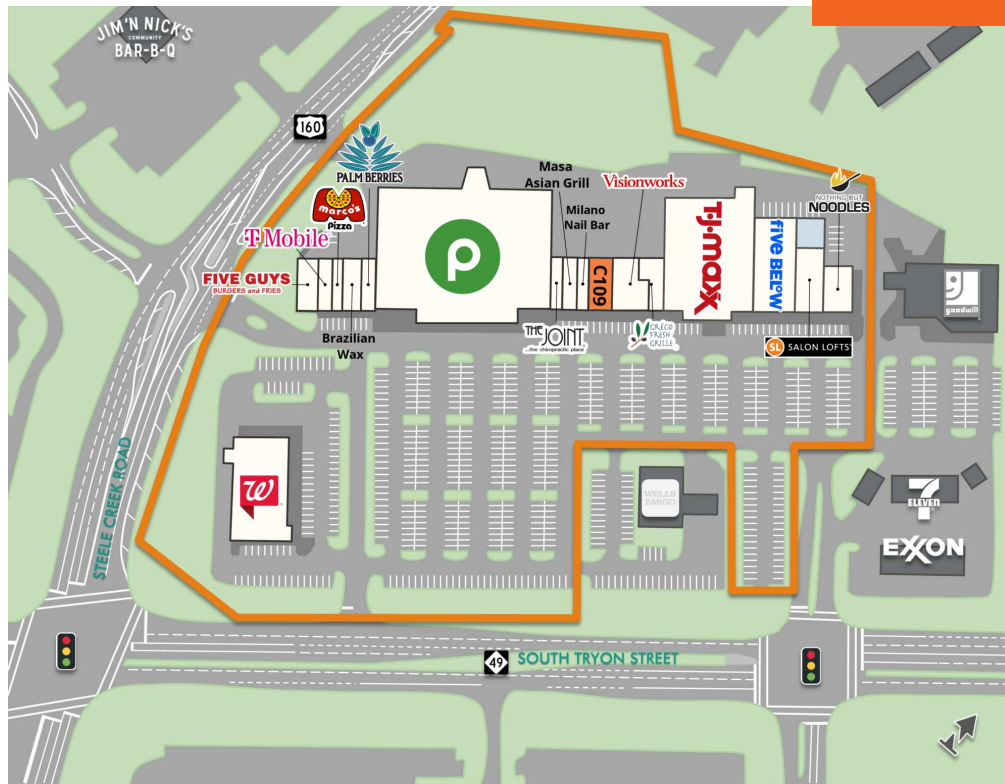 JIM'N NICK'S
COMMUNITY
BAR-B-Q
160
PALM BERRIES
marco's
Pizza
T Mobile
FIVE GUYS
BURGERS and FRIES
Brazilian
Wax
P
Masa
Asian Grill
Milano
Nail Bar
Visionworks
C109
THE
JOINT
...the chiropractic place
GRECO
FRESH
GRILLE
TJ·maxx
five BELOW
NOTHING BUT
NOODLES
SL SALON LOFTS
goodwill
W
WELLS
FARGO
7
ELEVEN
EXXON
STEELE CREEK ROAD
49 SOUTH TRYON STREET